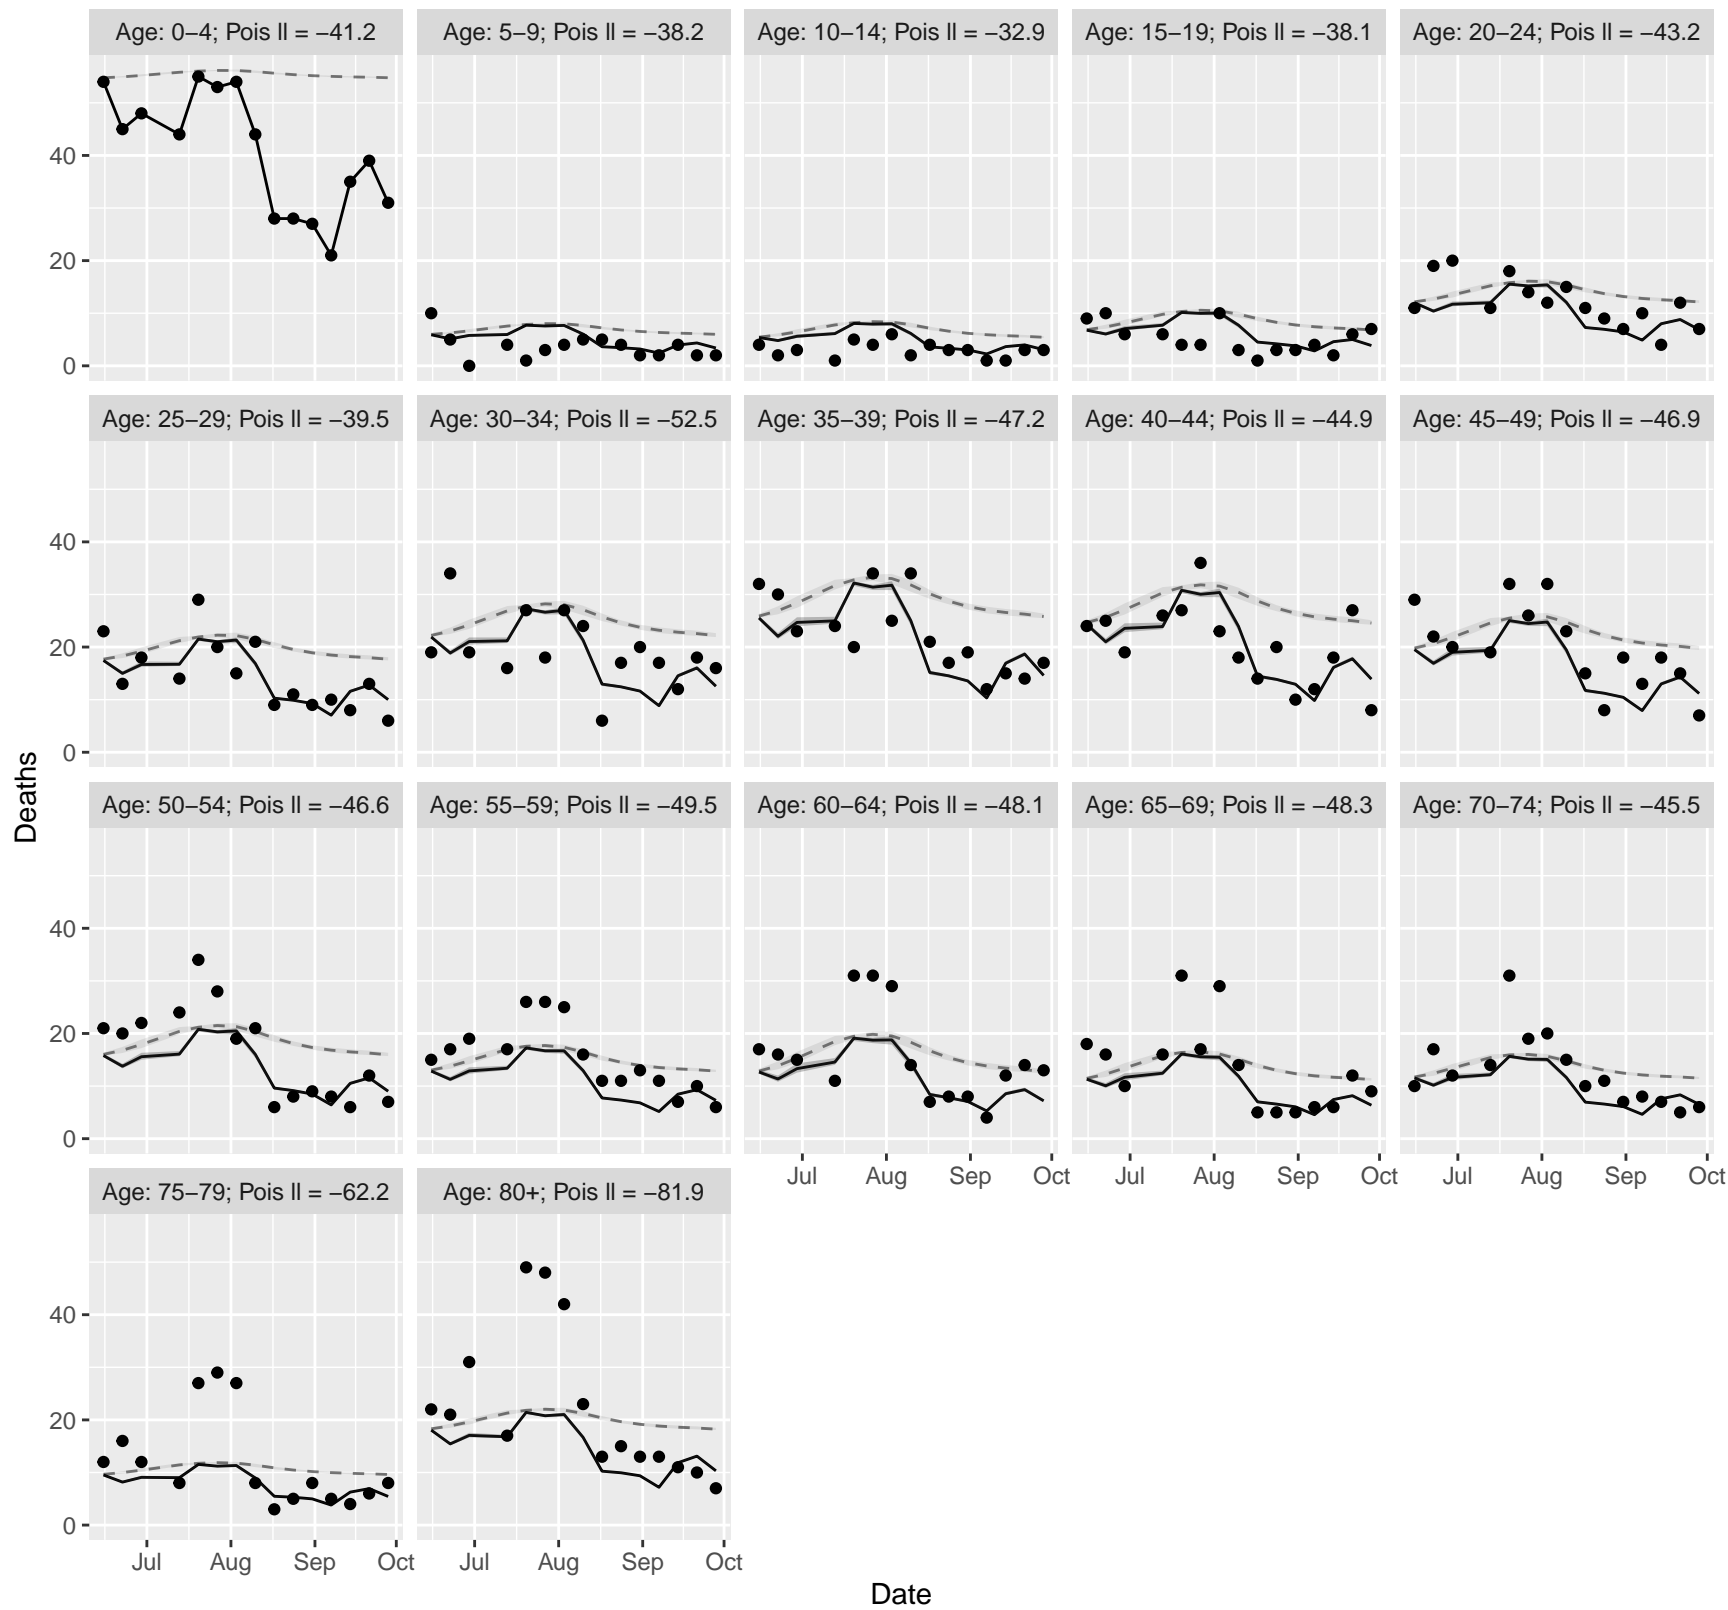 Age: 0−4; Pois ll = −41.2
Age: 5−9; Pois ll = −38.2
Age: 10−14; Pois ll = −32.9
Age: 15−19; Pois ll = −38.1
Age: 20−24; Pois ll = −43.2
40
20
0
Age: 25−29; Pois ll = −39.5
Age: 30−34; Pois ll = −52.5
Age: 35−39; Pois ll = −47.2
Age: 40−44; Pois ll = −44.9
Age: 45−49; Pois ll = −46.9
40
20
0
Deaths
Age: 50−54; Pois ll = −46.6
Age: 55−59; Pois ll = −49.5
Age: 60−64; Pois ll = −48.1
Age: 65−69; Pois ll = −48.3
Age: 70−74; Pois ll = −45.5
40
20
0
Jul Aug Sep Oct
Jul Aug Sep Oct
Jul Aug Sep Oct
Age: 75−79; Pois ll = −62.2
Age: 80+; Pois ll = −81.9
40
20
0
Jul Aug Sep Oct
Jul Aug Sep Oct
Date